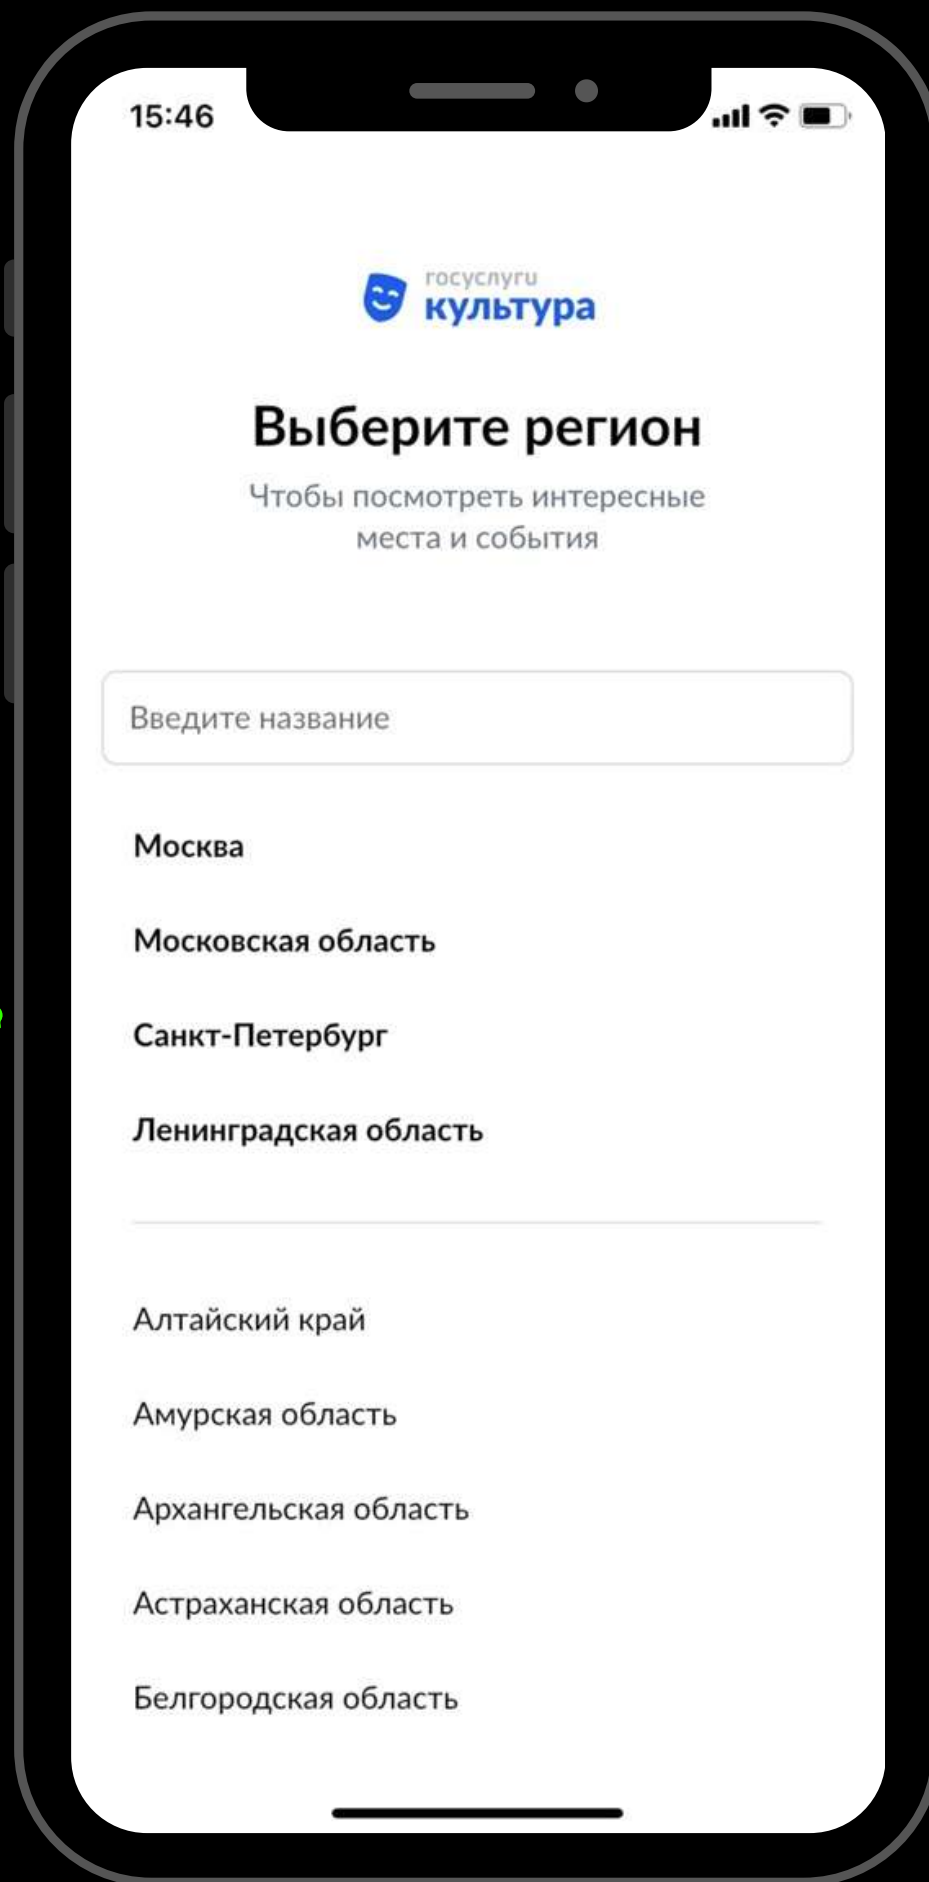 15:46
госуслуги
культура
Выберите регион
Чтобы посмотреть интересные
места и события
Введите название
Москва
Московская область
Санкт-Петербург
Ленинградская область
Алтайский край
Амурская область
Архангельская область
Астраханская область
Белгородская область